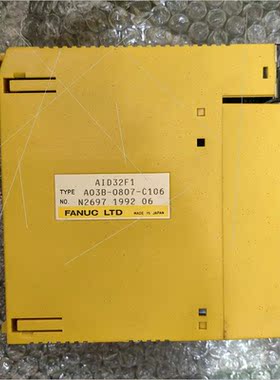 AID32F1
TYPE A03B-0807-C106
NO. N2697 1992 06
FANUC LTD MADE IN JAPAN